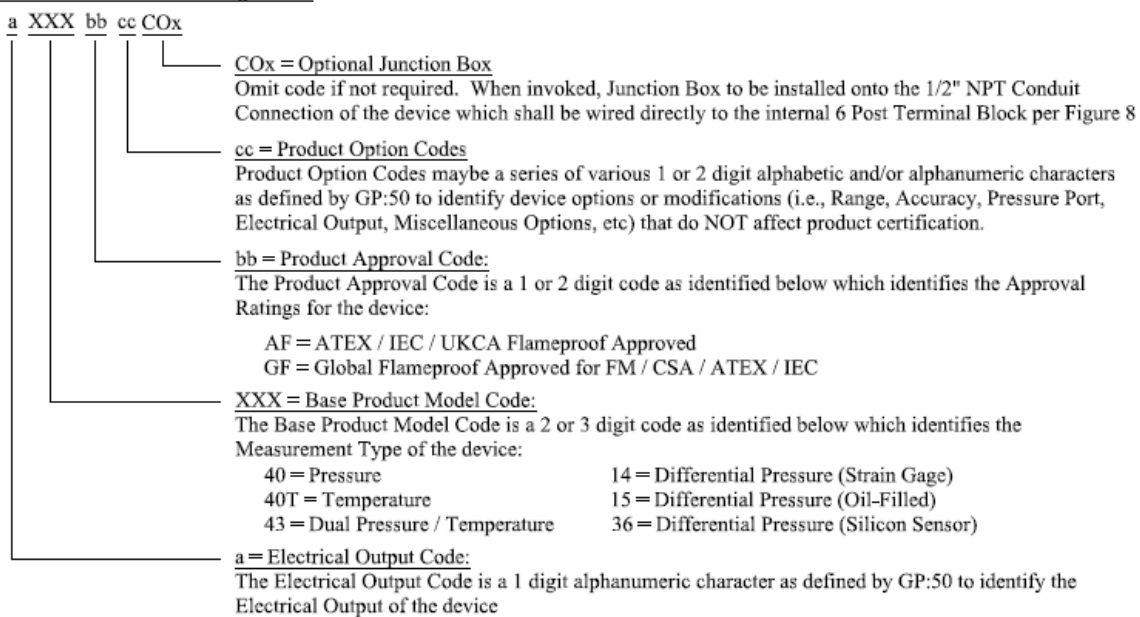 a XXX bb cc COx
COx = Optional Junction Box
Omit code if not required. When invoked, Junction Box to be installed onto the 1/2" NPT Conduit
Connection of the device which shall be wired directly to the internal 6 Post Terminal Block per Figure 8
cc = Product Option Codes
Product Option Codes maybe a series of various 1 or 2 digit alphabetic and/or alphanumeric characters
as defined by GP:50 to identify device options or modifications (i.e., Range, Accuracy, Pressure Port,
Electrical Output, Miscellaneous Options, etc) that do NOT affect product certification.
bb = Product Approval Code:
The Product Approval Code is a 1 or 2 digit code as identified below which identifies the Approval
Ratings for the device:
AF = ATEX / IEC / UKCA Flameproof Approved
GF = Global Flameproof Approved for FM / CSA / ATEX / IEC
XXX = Base Product Model Code:
The Base Product Model Code is a 2 or 3 digit code as identified below which identifies the
Measurement Type of the device:
40 = Pressure 14 = Differential Pressure (Strain Gage)
40T = Temperature 15 = Differential Pressure (Oil-Filled)
43 = Dual Pressure / Temperature 36 = Differential Pressure (Silicon Sensor)
a = Electrical Output Code:
The Electrical Output Code is a 1 digit alphanumeric character as defined by GP:50 to identify the
Electrical Output of the device